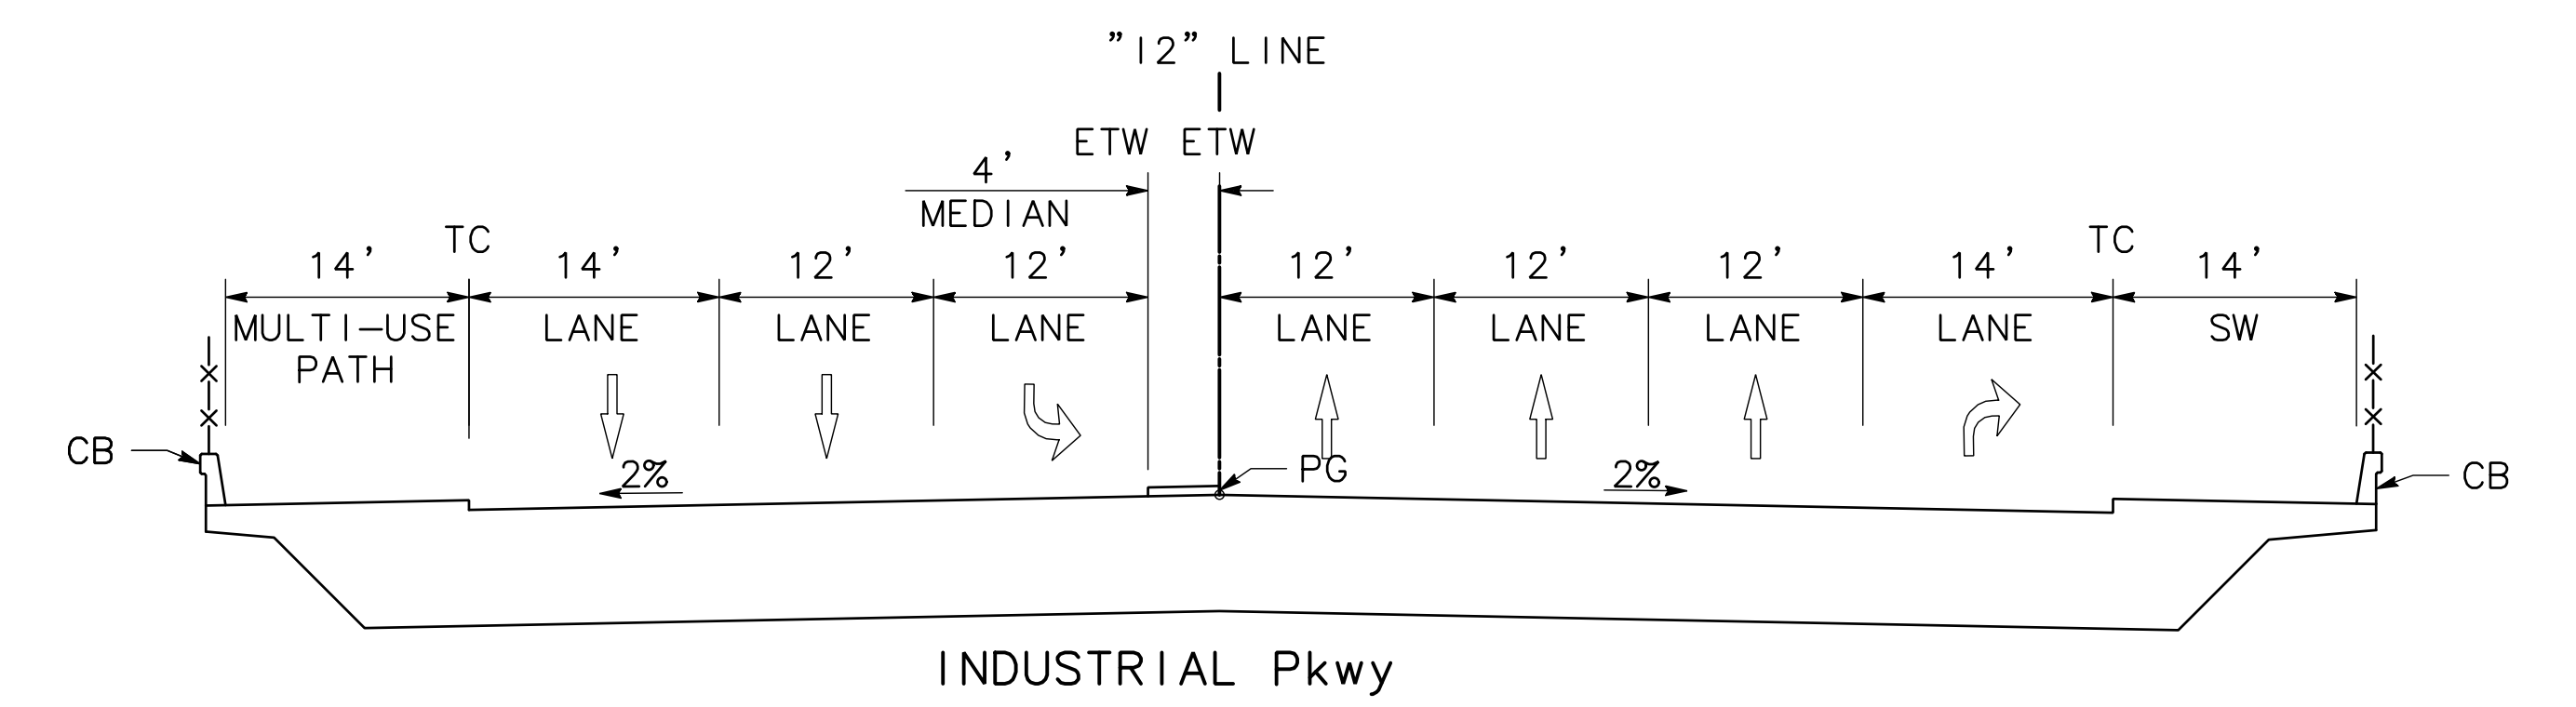 "12" LINE
ETW ETW
4'
MEDIAN
TC TC
14' 14' 12' 12' 12' 12' 12' 14' 14'
MULTI-USE LANE LANE LANE LANE LANE LANE LANE SW
PATH
CB 2% PG 2% CB
INDUSTRIAL Pkwy